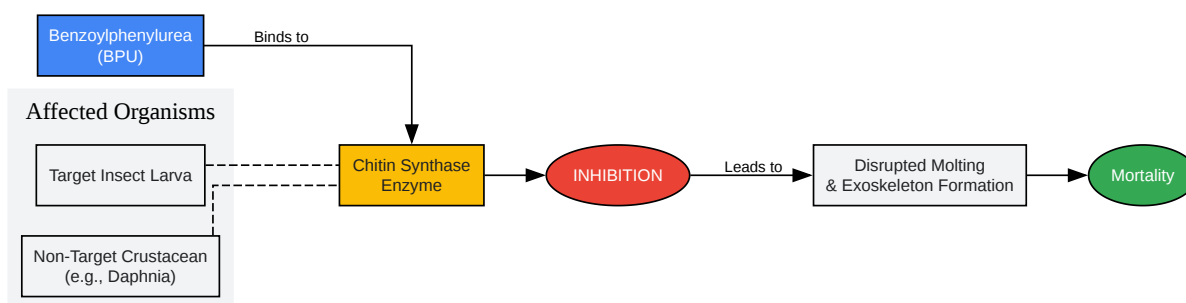 Benzoylphenylurea
(BPU)
Binds to
Affected Organisms
Target Insect Larva
Chitin Synthase
Enzyme
INHIBITION
Leads to
Disrupted Molting
& Exoskeleton Formation
Mortality
Non-Target Crustacean
(e.g., Daphnia)